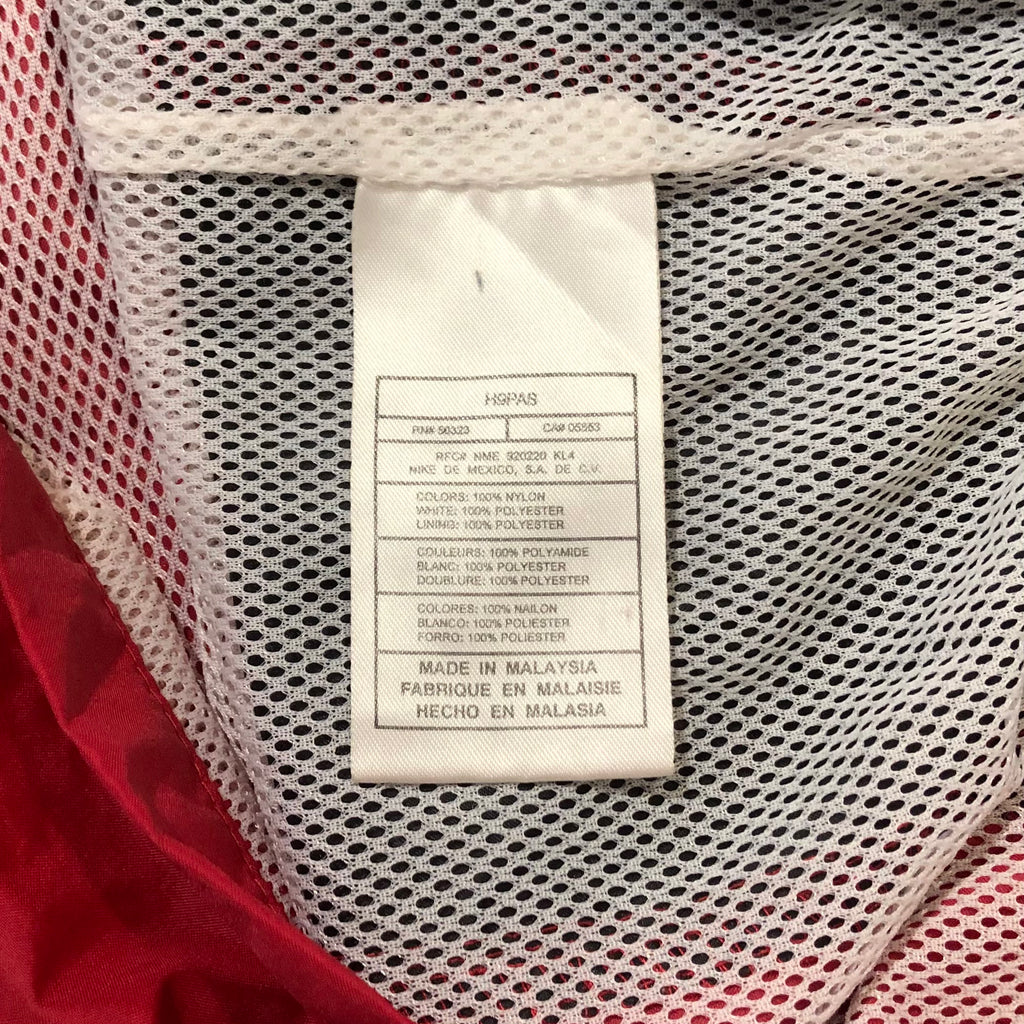 H9PAS
RN# 56323 CA# 05553
RFC# NME 920220 KL4
NIKE DE MEXICO, S.A. DE C.V.
COLORS: 100% NYLON
WHITE: 100% POLYESTER
LINING: 100% POLYESTER
COULEURS: 100% POLYAMIDE
BLANC: 100% POLYESTER
DOUBLURE: 100% POLYESTER
COLORES: 100% NAILON
BLANCO: 100% POLIESTER
FORRO: 100% POLIESTER
MADE IN MALAYSIA
FABRIQUE EN MALAISIE
HECHO EN MALASIA